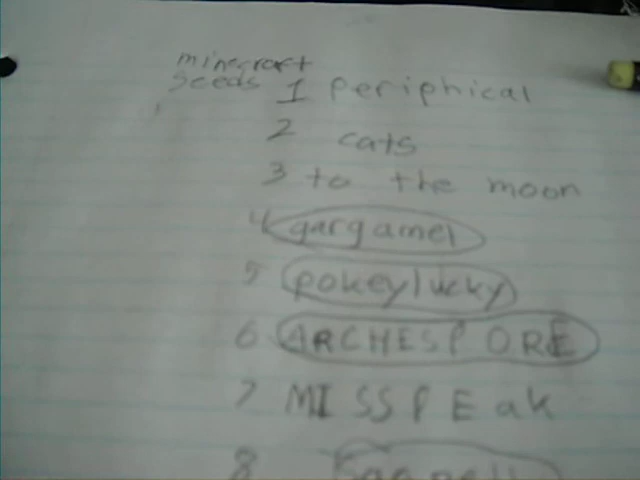 minecraft
seeds 1 periphical
2 cats
3 to the moon
4 gargamel
5 pokeylucky
6 ARCHESPORE
7 MISSPEak
8